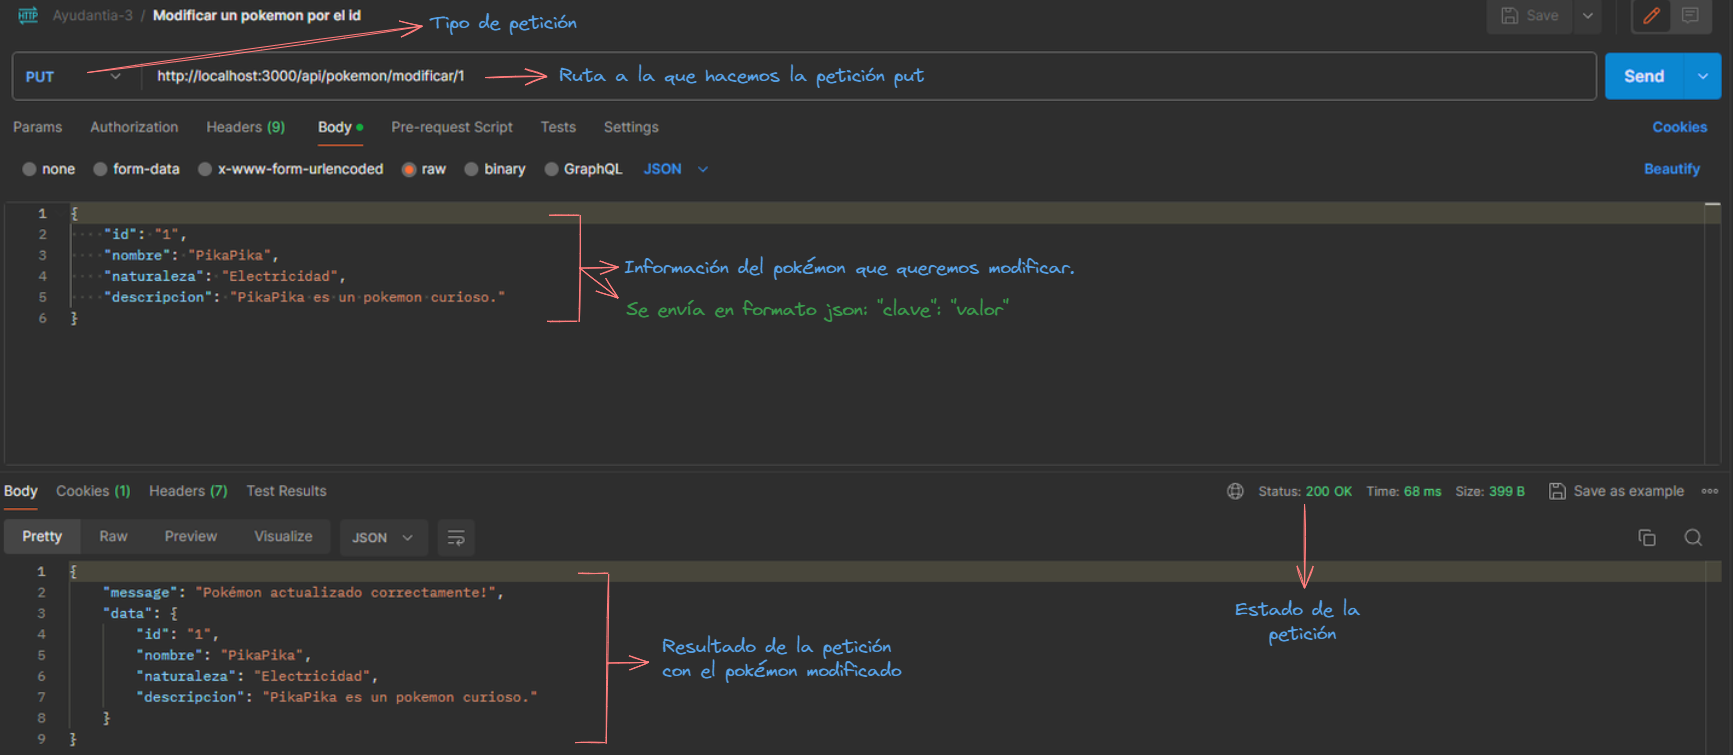 HTTP Ayudantia-3 / Modificar un pokemon por el id
Save
Tipo de petición
PUT http://localhost:3000/api/pokemon/modificar/1
Ruta a la que hacemos la petición put
Send
Params Authorization Headers (9) Body Pre-request Script Tests Settings Cookies
none form-data x-www-form-urlencoded raw binary GraphQL JSON Beautify
1 {
2 "id": "1",
3 "nombre": "PikaPika",
4 "naturaleza": "Electricidad",
5 "descripcion": "PikaPika es un pokemon curioso."
6 }
Información del pokémon que queremos modificar.
Se envía en formato json: "clave": "valor"
Body Cookies (1) Headers (7) Test Results Status: 200 OK Time: 68 ms Size: 399 B Save as example
Pretty Raw Preview Visualize JSON
1 {
2 "message": "Pokémon actualizado correctamente!",
3 "data": {
4 "id": "1",
5 "nombre": "PikaPika",
6 "naturaleza": "Electricidad",
7 "descripcion": "PikaPika es un pokemon curioso."
8 }
9 }
Resultado de la petición
con el pokémon modificado
Estado de la
petición